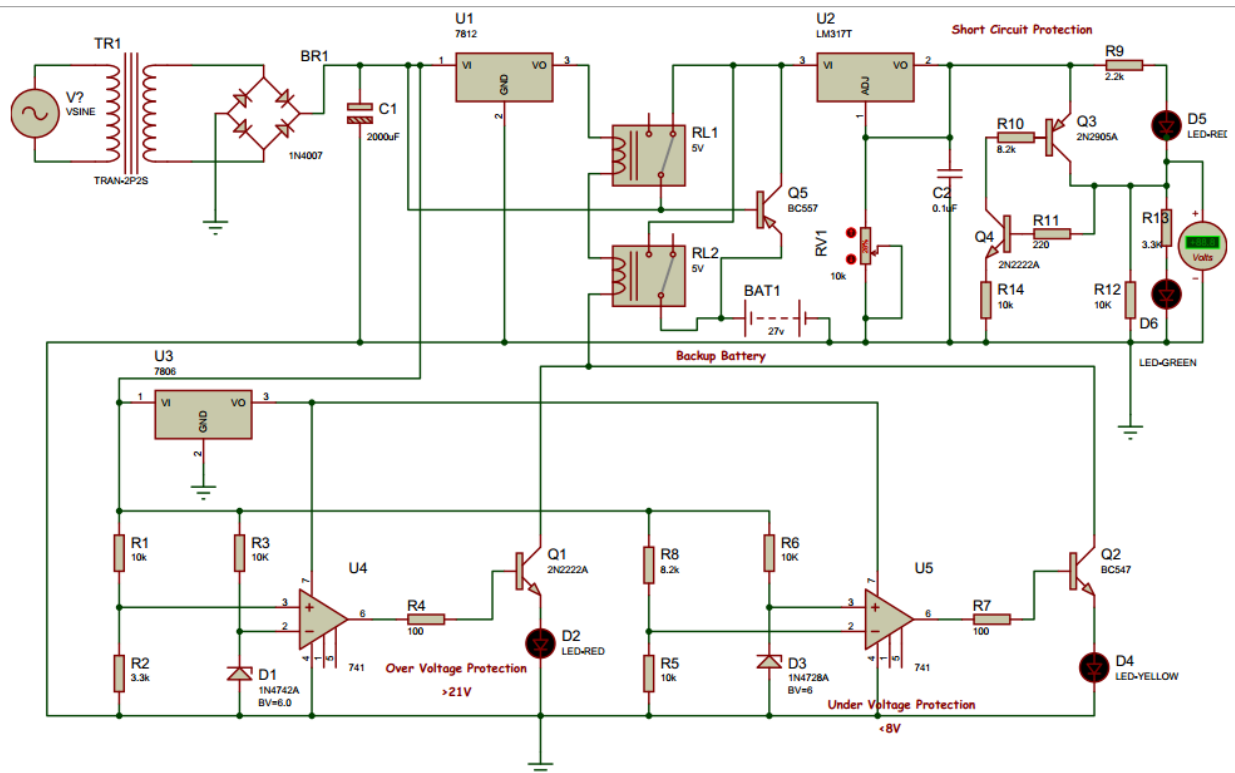 TR1
V?
VSINE
TRAN-2P2S
BR1
1N4007
C1
2000uF
U1
7812
1
VI
VO
3
GND
2
RL1
5V
RL2
5V
Q5
BC557
BAT1
27v
Backup Battery
U2
LM317T
3
VI
VO
2
ADJ
1
RV1
10k
C2
0.1uF
Short Circuit Protection
R9
2.2k
R10
8.2k
Q3
2N2905A
D5
LED-RED
Q4
2N2222A
R11
220
R14
10k
R12
10K
R13
3.3K
D6
LED-GREEN
+
Volts
−
U3
7806
1
VI
VO
3
GND
2
R1
10k
R2
3.3k
R3
10K
D1
1N4742A
BV=6.0
U4
3
2
7
6
4
1
5
741
R4
100
Q1
2N2222A
D2
LED-RED
Over Voltage Protection
>21V
R8
8.2k
R5
10k
R6
10K
D3
1N4728A
BV=6
U5
3
2
7
6
4
1
5
741
R7
100
Q2
BC547
D4
LED-YELLOW
Under Voltage Protection
<8V